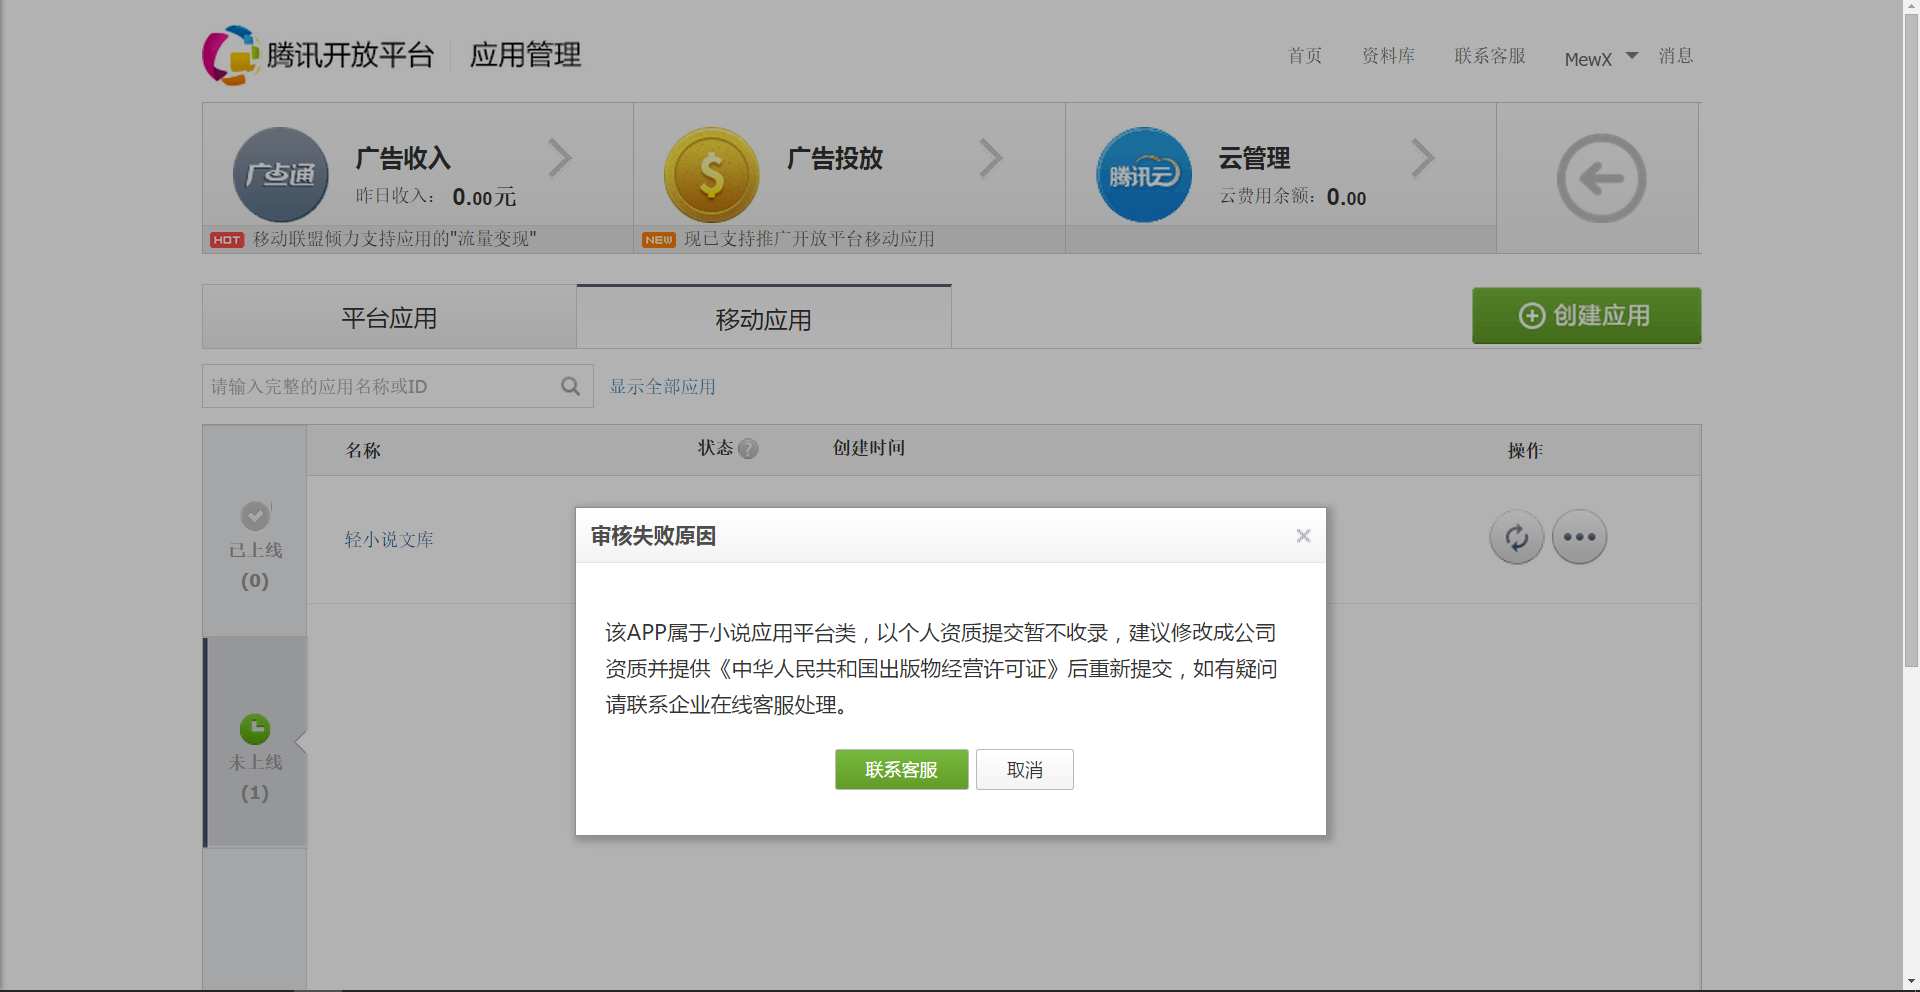 腾讯开放平台 应用管理
首页 资料库 联系客服 MewX 消息
广点通 广告收入
昨日收入： 0.00元
HOT 移动联盟倾力支持应用的"流量变现"
$ 广告投放
NEW 现已支持推广开放平台移动应用
腾讯云 云管理
云费用余额： 0.00
平台应用 移动应用
创建应用
请输入完整的应用名称或ID 显示全部应用
名称 状态 ? 创建时间 操作
已上线
(0)
轻小说文库
未上线
(1)
审核失败原因 ×
该APP属于小说应用平台类，以个人资质提交暂不收录，建议修改成公司
资质并提供《中华人民共和国出版物经营许可证》后重新提交，如有疑问
请联系企业在线客服处理。
联系客服 取消